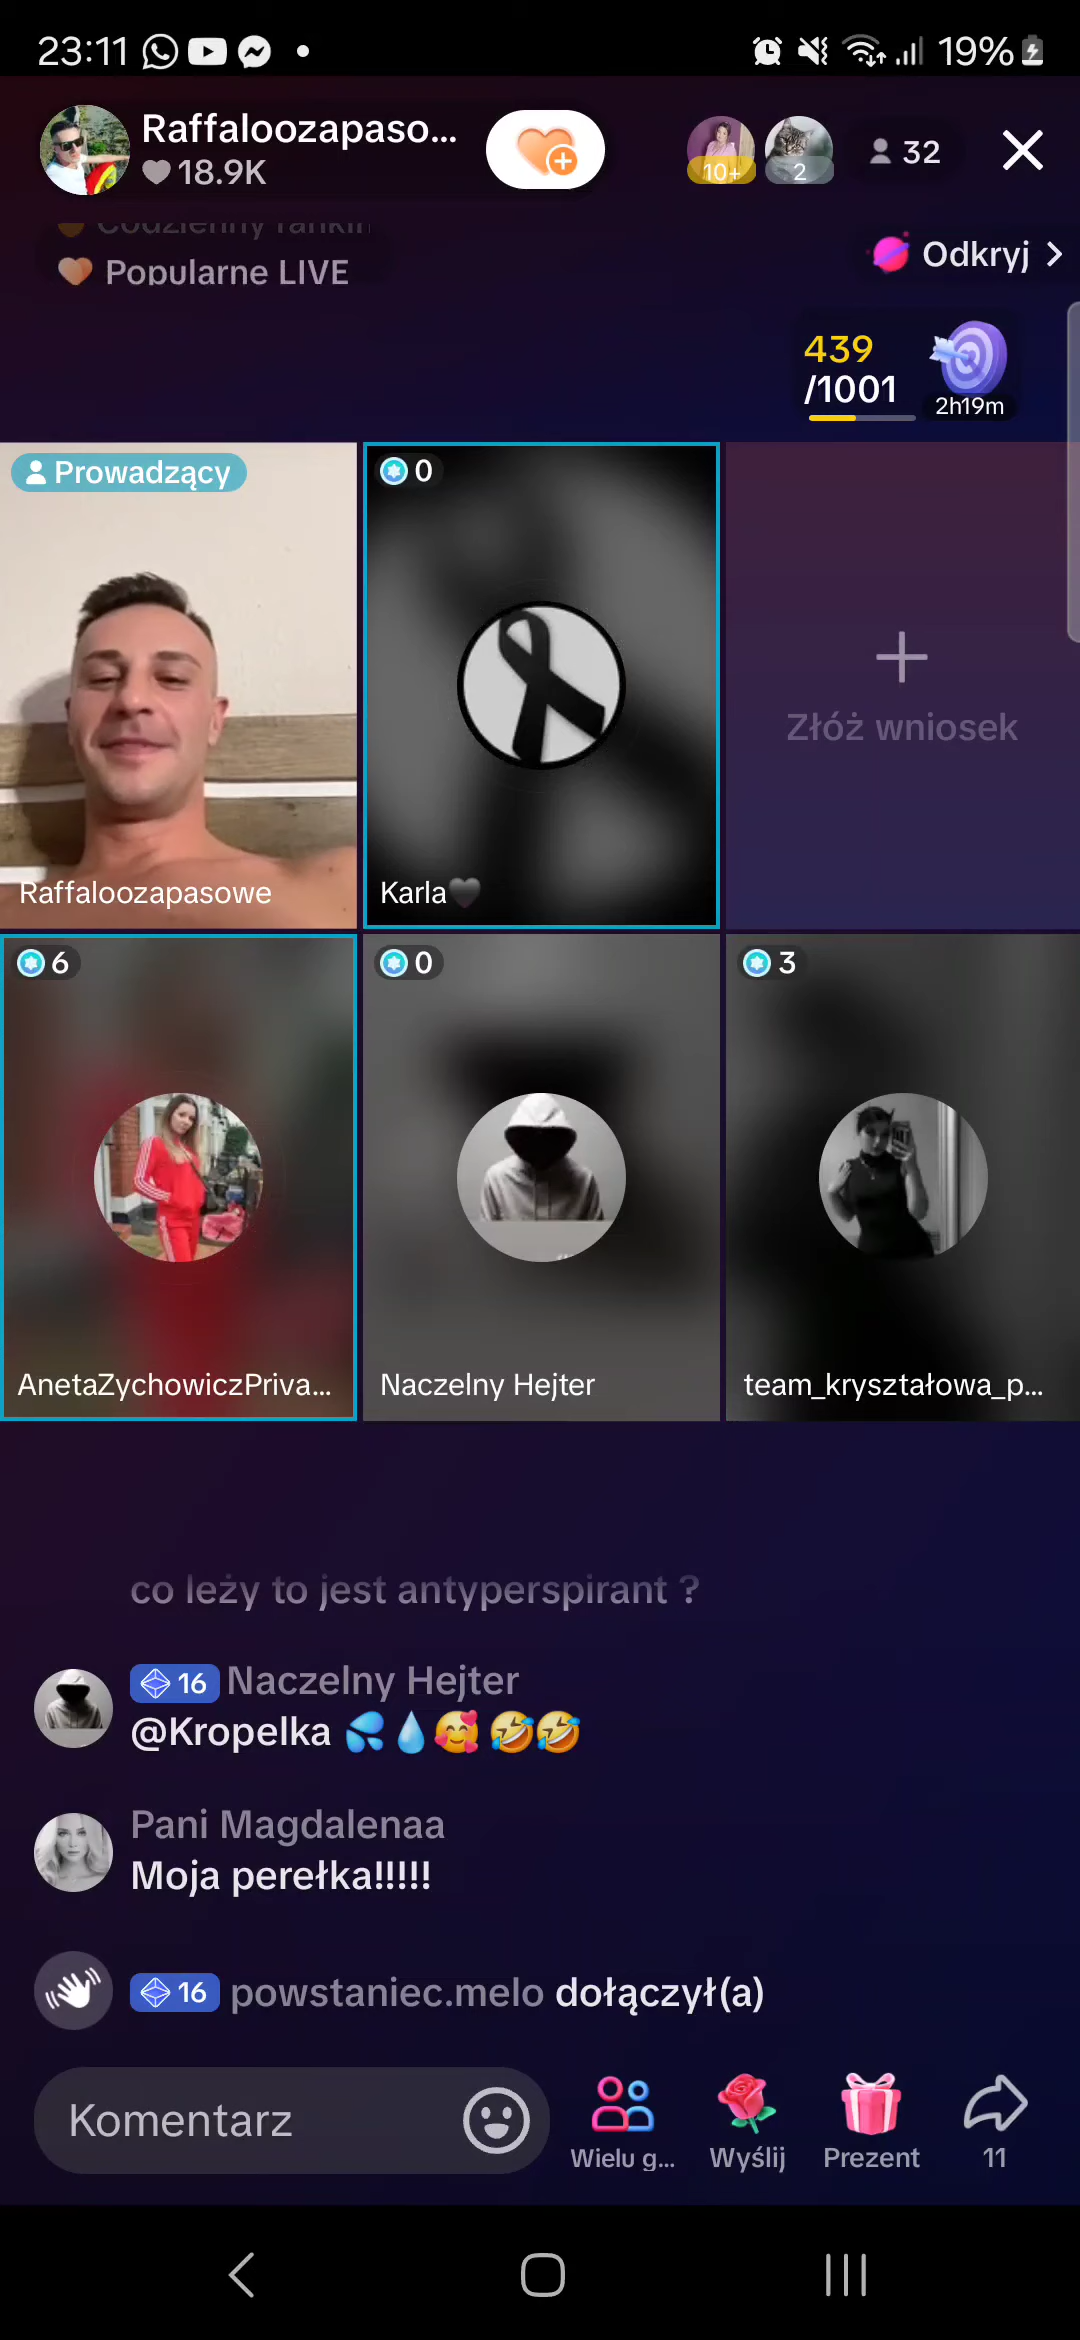 23:11
19%
Raffaloozapaso...
18.9K
10+
2
32
Codzienny rankin
Popularne LIVE
Odkryj
439
/1001
2h19m
Prowadzący
0
Złóż wniosek
Raffaloozapasowe
Karla🖤
6
0
3
AnetaZychowiczPriva...
Naczelny Hejter
team_kryształowa_p...
co leży to jest antyperspirant ?
16 Naczelny Hejter
@Kropelka 💦💧🥰🤣🤣
Pani Magdalenaa
Moja perełka!!!!!
16 powstaniec.melo dołączył(a)
Komentarz
Wielu g...
Wyślij
Prezent
11